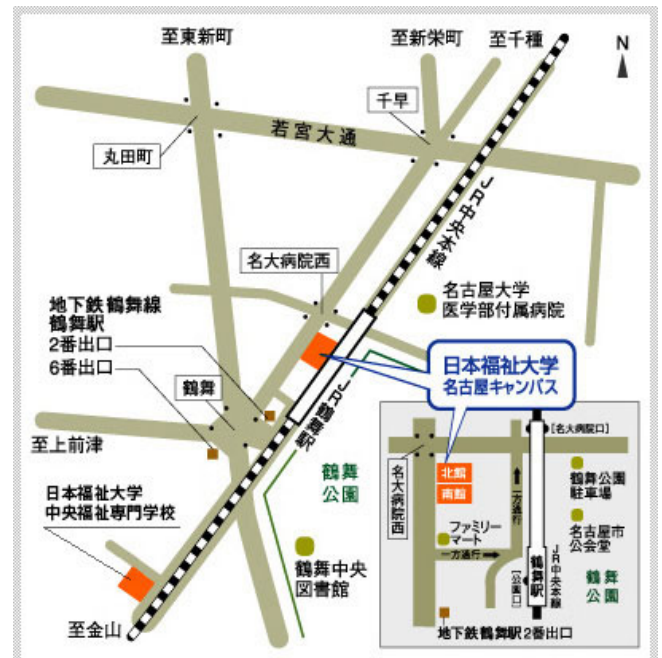 至東新町
至新栄町
至千種
N
千早
若宮大通
丸田町
JR中央本線
名大病院西
名古屋大学
医学部付属病院
地下鉄鶴舞線
鶴舞駅
2番出口
6番出口
鶴舞
日本福祉大学
名古屋キャンパス
JR鶴舞駅
至上前津
鶴舞
公園
日本福祉大学
中央福祉専門学校
鶴舞中央
図書館
至金山
[名大病院口]
名大病院西
北館
南館
一方通行
鶴舞公園
駐車場
ファミリー
マート
名古屋市
公会堂
一方通行
[公園口]
鶴舞駅
JR中央本線
鶴舞
公園
地下鉄鶴舞駅2番出口